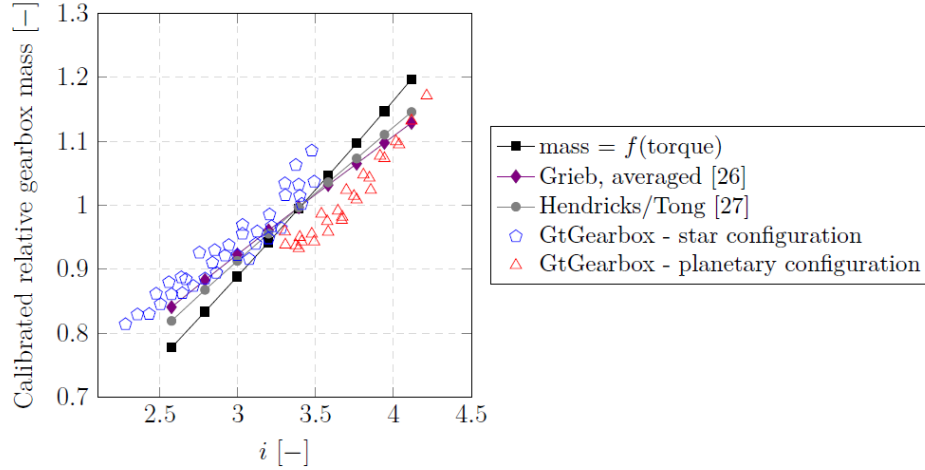 Calibrated relative gearbox mass [−]
1.3
1.2
1.1
1
0.9
0.8
0.7
2.5 3 3.5 4 4.5
i [−]
mass = f(torque)
Grieb, averaged [26]
Hendricks/Tong [27]
GtGearbox - star configuration
GtGearbox - planetary configuration